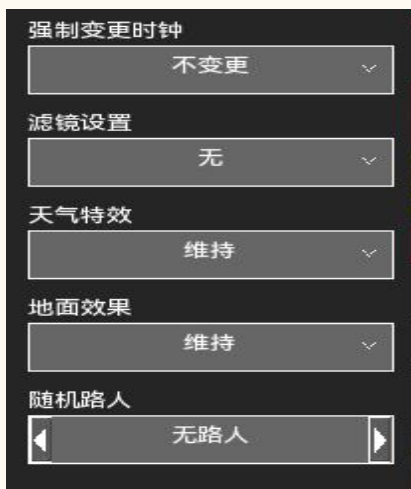 强制变更时钟
不变更
滤镜设置
无
天气特效
维持
地面效果
维持
随机路人
无路人